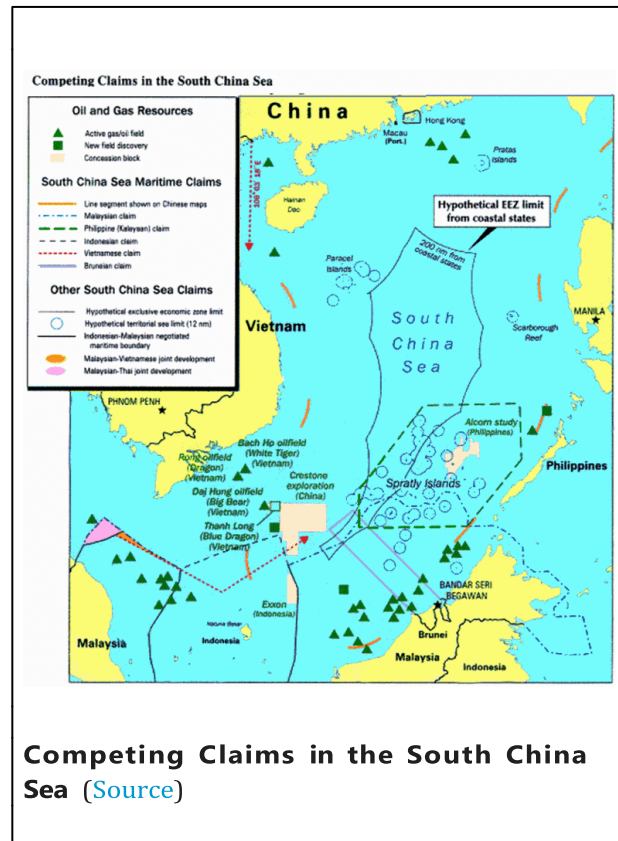 Competing Claims in the South China Sea
Oil and Gas Resources
Active gas/oil field
New field discovery
Concession block
South China Sea Maritime Claims
Line segment shown on Chinese maps
Malaysian claim
Philippine (Kalayaan) claim
Indonesian claim
Vietnamese claim
Bruneian claim
Other South China Sea Claims
Hypothetical exclusive economic zone limit
Hypothetical territorial sea limit (12 nm)
Indonesian-Malaysian negotiated
maritime boundary
Malaysian-Vietnamese joint development
Malaysian-Thai joint development
China
Macau
(Port.)
Hong Kong
Pratas
Islands
Hainan
Dao
Hypothetical EEZ limit
from coastal states
200 nm from
coastal states
Paracel
Islands
Vietnam
South
China
Sea
MANILA
Scarborough
Reef
PHNOM PENH
Bach Ho oilfield
(White Tiger)
(Vietnam)
Rong oilfield
(Dragon)
(Vietnam)
Dai Hung oilfield
(Big Bear)
(Vietnam)
Crestone
exploration
(China)
Alcorn study
(Philippines)
Philippines
Spratly Islands
Thanh Long
(Blue Dragon)
(Vietnam)
Exxon
(Indonesia)
BANDAR SERI
BEGAWAN
Malaysia
Indonesia
Brunei
Malaysia
Indonesia
Competing Claims in the South China
Sea (Source)